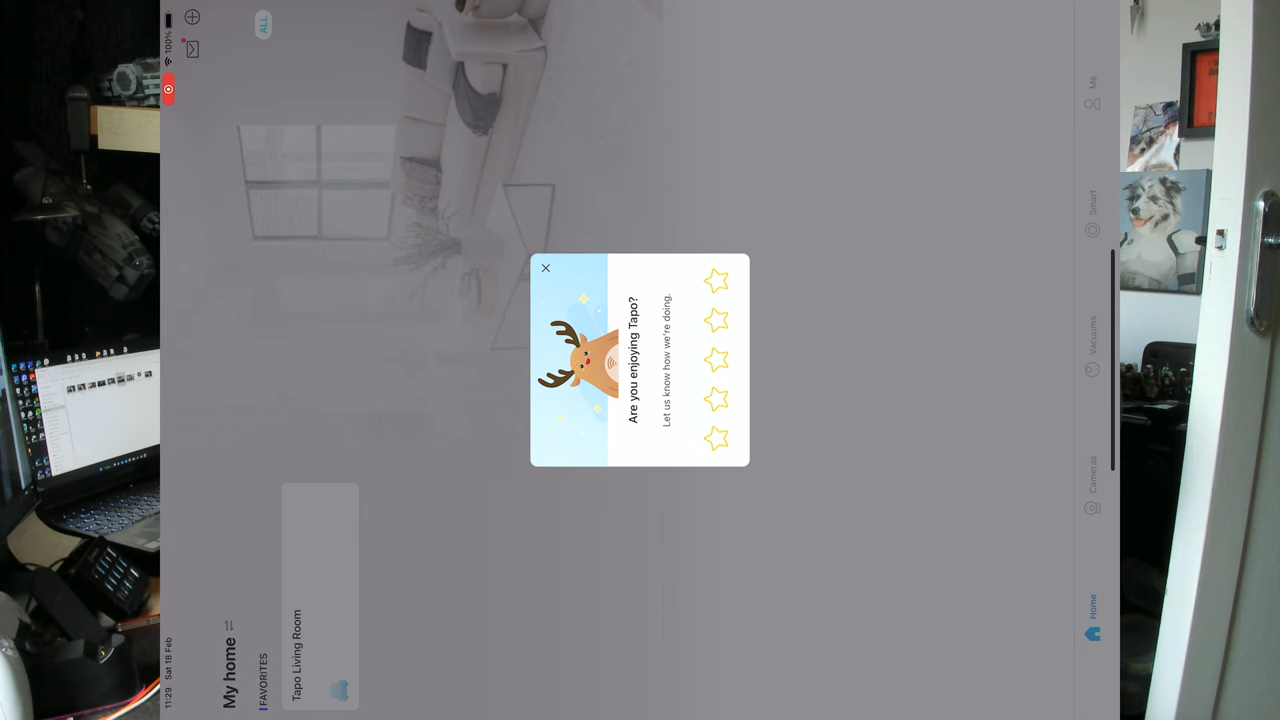 11:29 Sat 18 Feb
100%
My home
ALL
FAVORITES
Tapo Living Room
Are you enjoying Tapo?
Let us know how we're doing.
Home
Cameras
Vacuums
Smart
Me